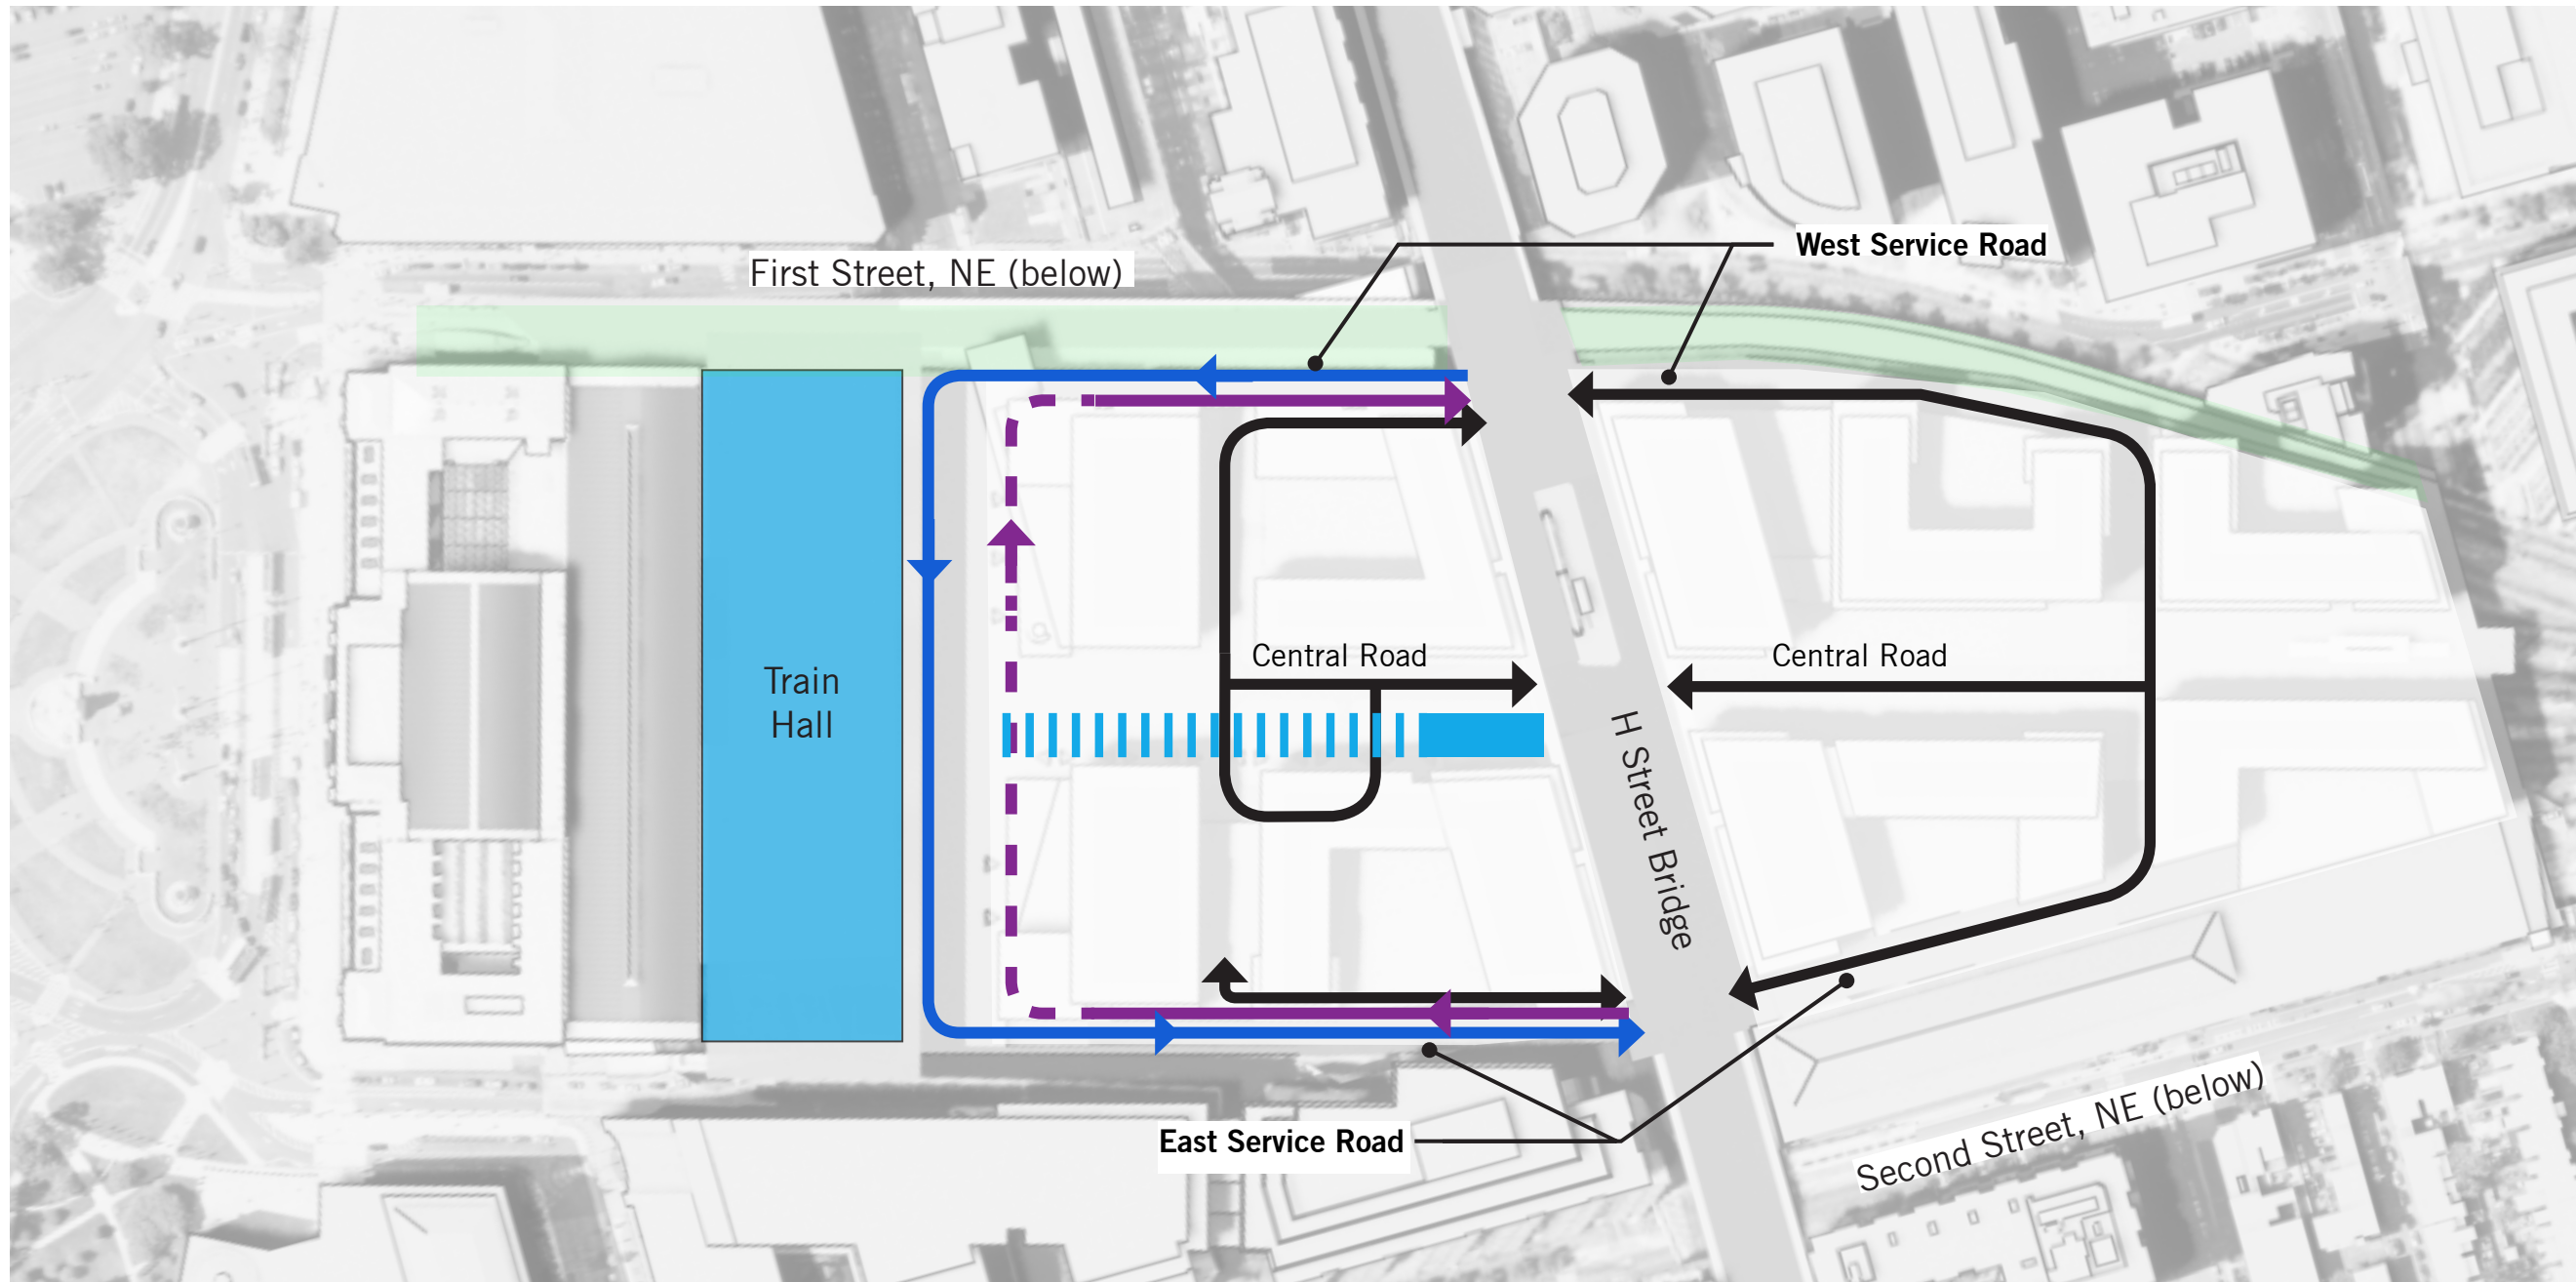 West Service Road
First Street, NE (below)
Central Road
Central Road
Train
Hall
H Street Bridge
Second Street, NE (below)
East Service Road